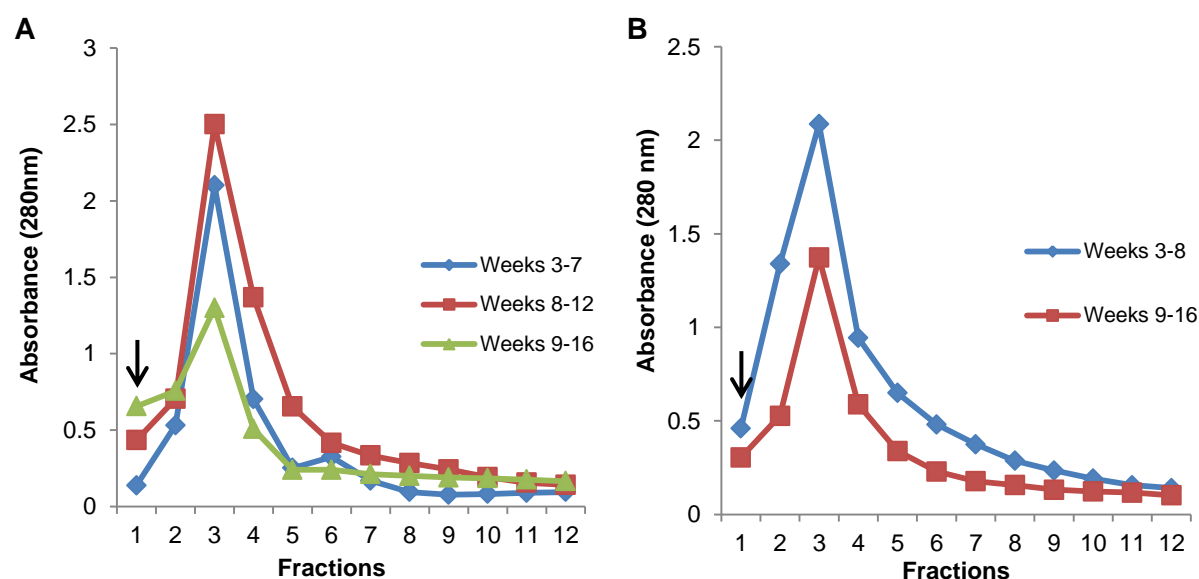 A
Absorbance (280nm)
3
2.5
2
1.5
1
0.5
0
1 2 3 4 5 6 7 8 9 10 11 12
Fractions
Weeks 3-7
Weeks 8-12
Weeks 9-16
B
Absorbance (280 nm)
2.5
2
1.5
1
0.5
0
1 2 3 4 5 6 7 8 9 10 11 12
Fractions
Weeks 3-8
Weeks 9-16